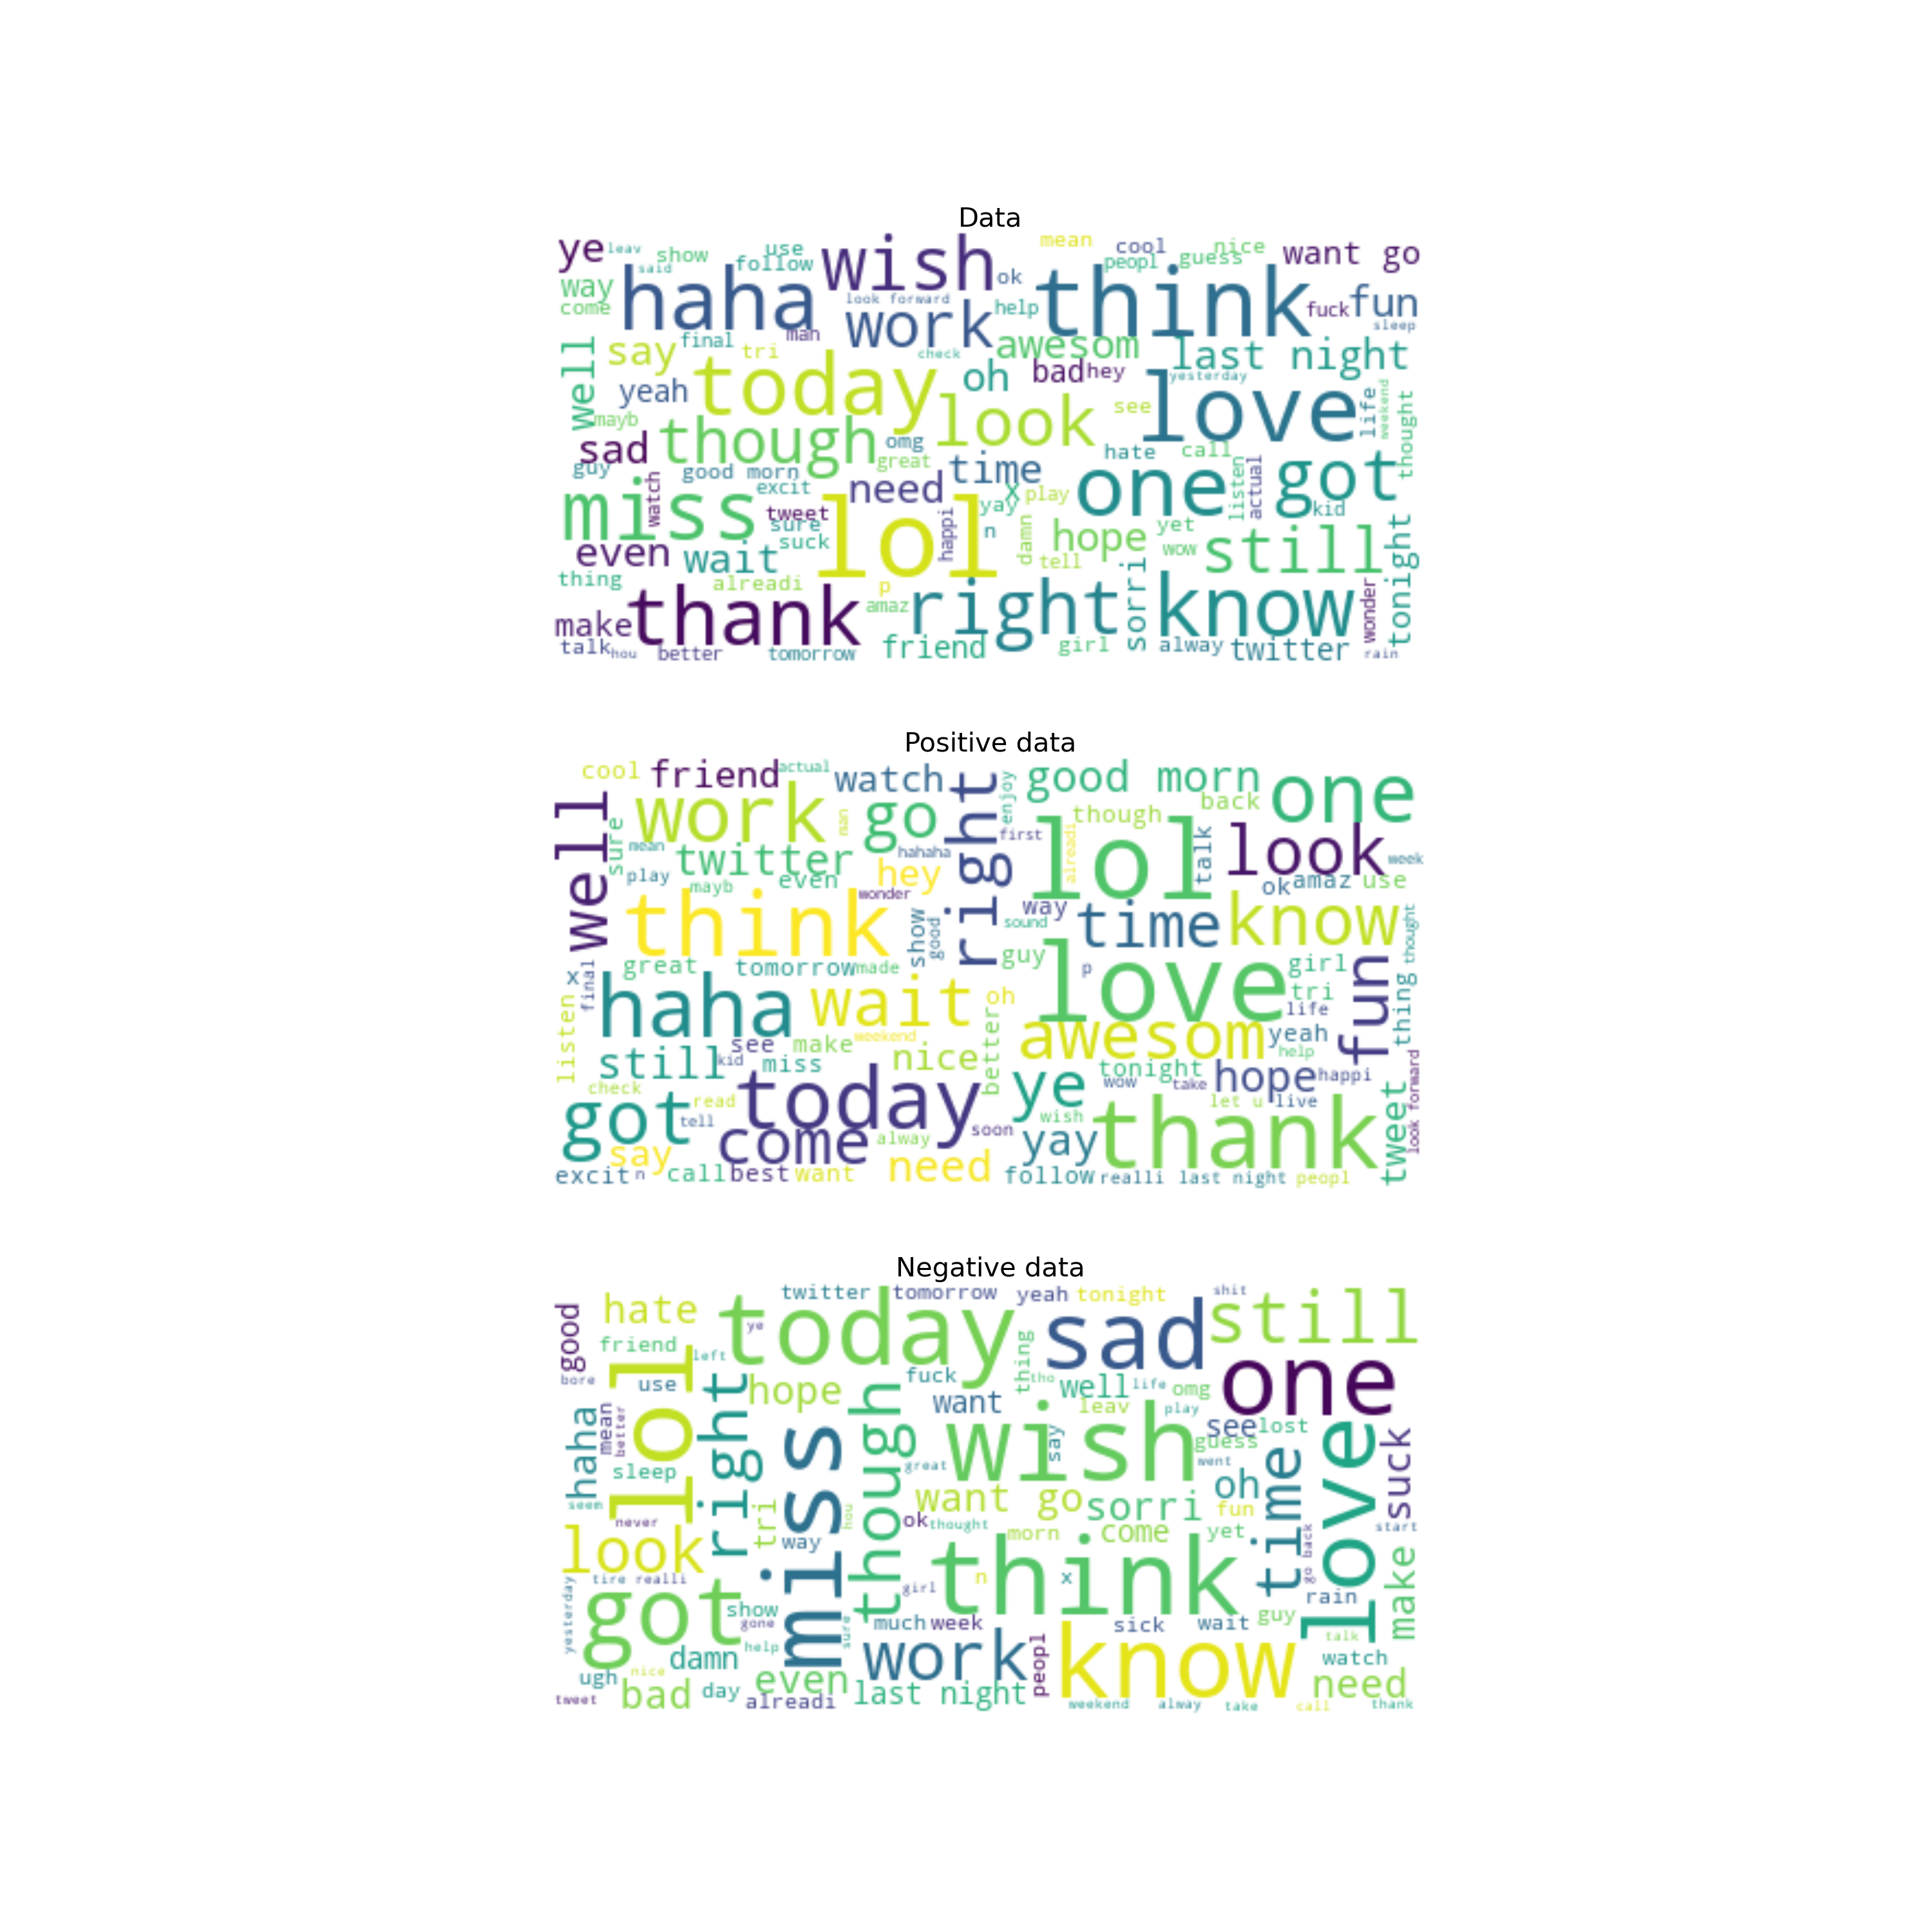 Data
ye leav show use wish mean cool nice want go
said follow peopl guess
way haha look forward ok think fuck fun
come work help sleep
man
well say final tri check awesom last night
yeah today oh bad hey yesterday
mayb look see love life weekend thought
sad though omg hate call
guy good morn great time one listen actual got
miss watch excit need x play kid
tweet lol yay
sure happi n damn hope yet
even wait suck wow still tonight
thing alreadi p tell
make thank amaz right sorri know wonder
talk hou better tomorrow friend girl alway twitter rain
Positive data
cool friend actual watch right enjoy good morn one
well work man go though back
sure mean twitter hahaha first lol alreadi talk look week
play mayb even hey ok amaz use
think wonder show good way time know thought
sound
x great tomorrow made guy love p girl fun
final haha wait oh tri thing
listen weekend awesom life yeah
still see make nice better help
kid miss tonight hope happi
check today ye wow take look forward
got read wish let u live
tell come alway soon yay thank tweet
say
excit n call best want need follow realli last night peopl
Negative data
good hate twitter tomorrow yeah tonight shit
today ye sad still
friend left thing one
bore lol use right hope fuck tho well life omg
haha mean better miss though want leav play see lost love suck
wish say guess
sleep great went oh time
seem tri hou want go sorri fun
never ok thought morn come yet start
look way think go back make
yesterday tire realli girl n x rain
got show sure much week sick wait guy
gone help work peopl know talk
damn watch
ugh nice even need
tweet bad day alreadi last night weekend alway take call thank